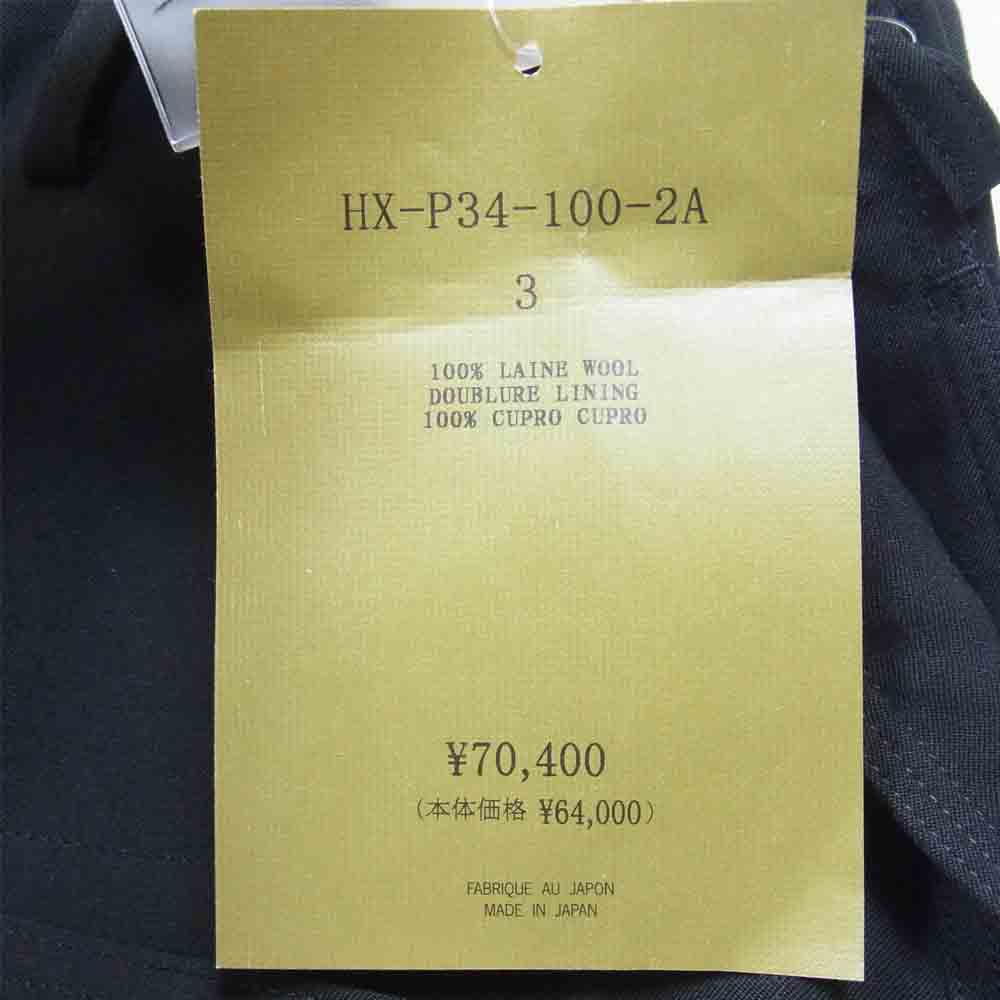 HX-P34-100-2A
3
100% LAINE WOOL
DOUBLURE LINING
100% CUPRO CUPRO
¥70,400
(本体価格 ¥64,000)
FABRIQUE AU JAPON
MADE IN JAPAN